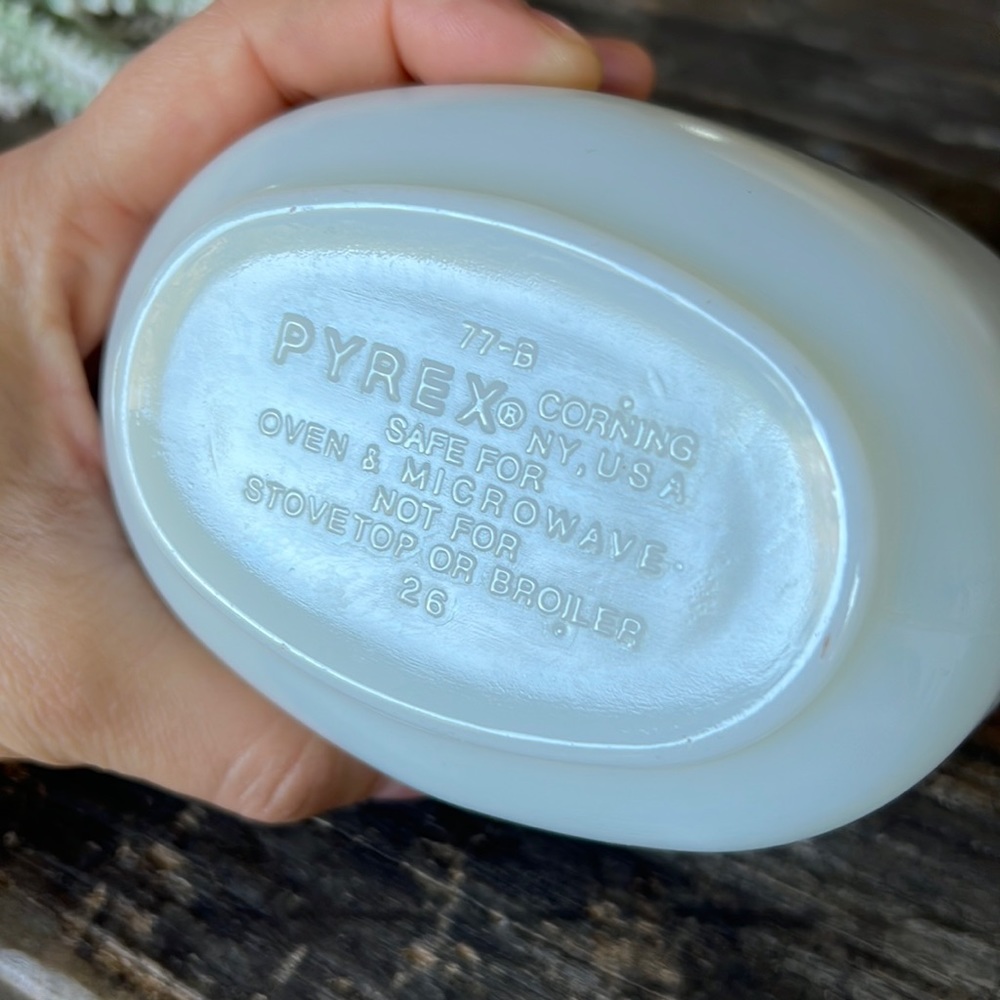 77-B
PYREX® CORNING
NY, U.S.A.
SAFE FOR
OVEN & MICROWAVE
NOT FOR
STOVETOP OR BROILER
26